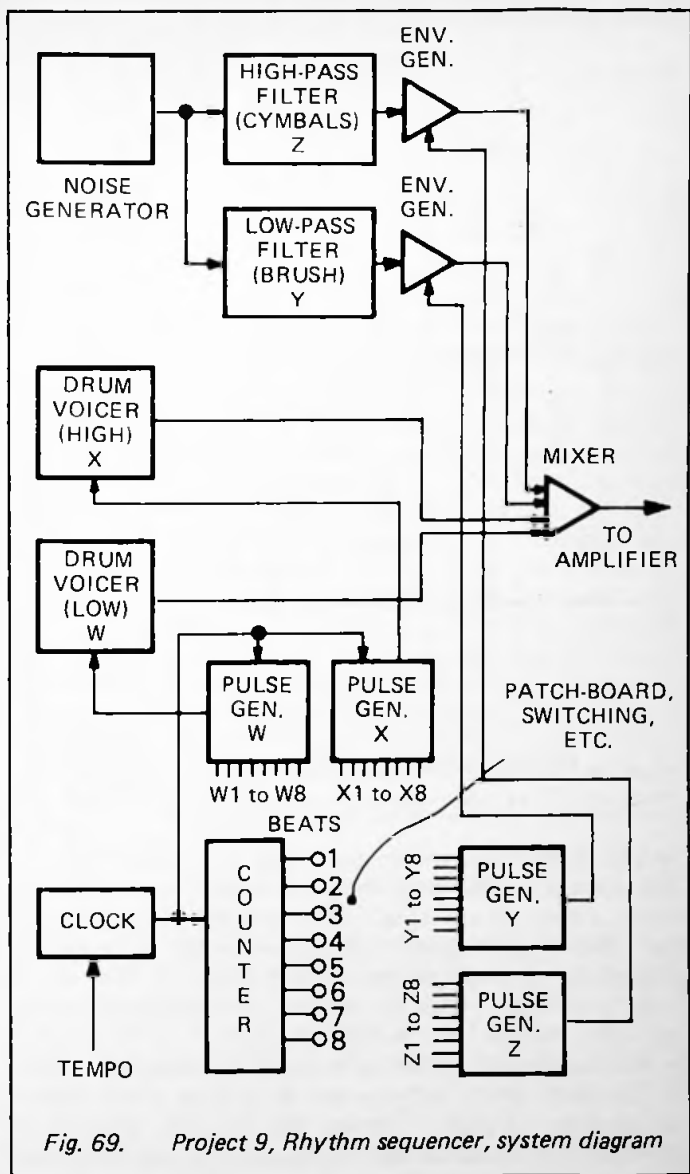 ENV.
GEN.
HIGH-PASS
FILTER
(CYMBALS)
Z
NOISE
GENERATOR
ENV.
GEN.
LOW-PASS
FILTER
(BRUSH)
Y
DRUM
VOICER
(HIGH)
X
MIXER
TO
AMPLIFIER
DRUM
VOICER
(LOW)
W
PULSE
GEN.
W
PULSE
GEN.
X
PATCH-BOARD,
SWITCHING,
ETC.
W1 to W8
X1 to X8
BEATS
CLOCK
TEMPO
COUNTER
1
2
3
4
5
6
7
8
Y1 to Y8
PULSE
GEN.
Y
Z1 to Z8
PULSE
GEN.
Z
Fig. 69. Project 9, Rhythm sequencer, system diagram